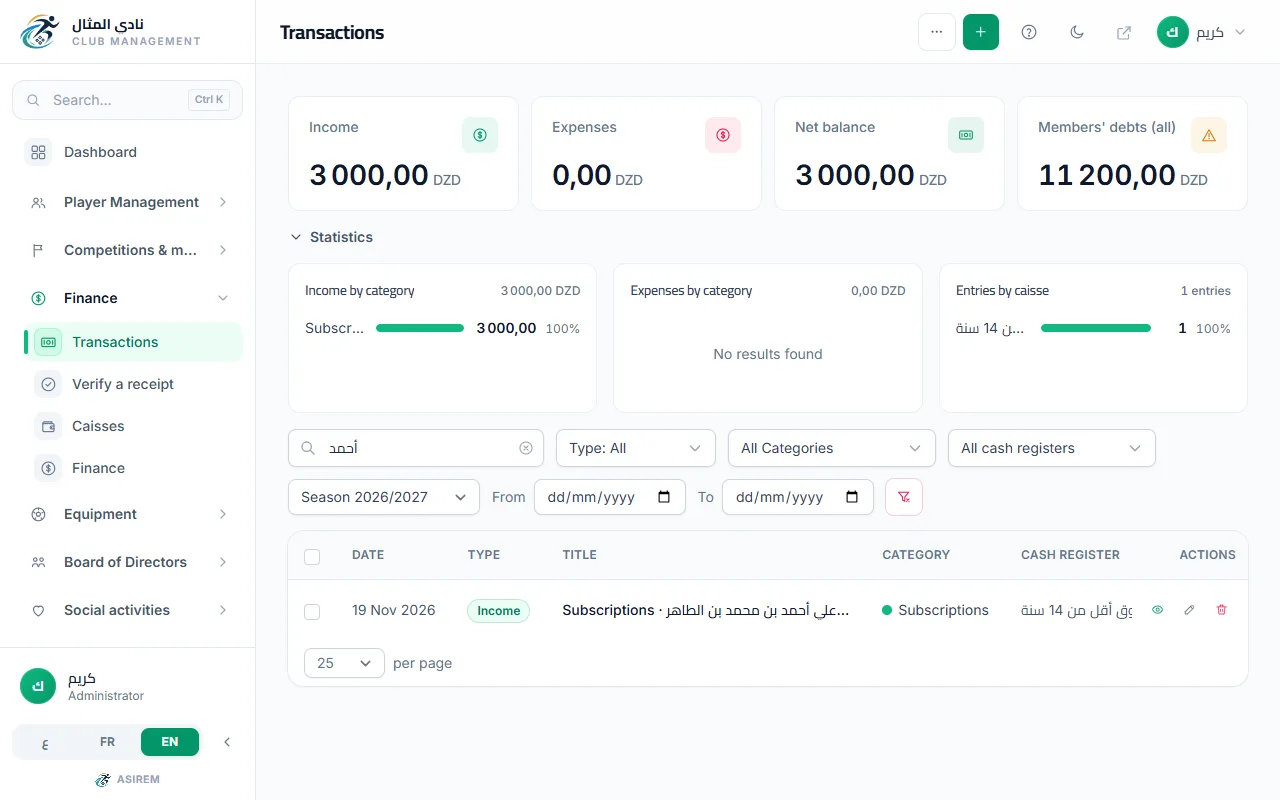 نادي المثال
CLUB MANAGEMENT
Search...
Ctrl K
Dashboard
Player Management
Competitions & m...
Finance
Transactions
Verify a receipt
Caisses
Finance
Equipment
Board of Directors
Social activities
ك
كريم
Administrator
ع
FR
EN
ASIREM
Transactions
ك
كريم
Income
3 000,00 DZD
Expenses
0,00 DZD
Net balance
3 000,00 DZD
Members' debts (all)
11 200,00 DZD
Statistics
Income by category
3 000,00 DZD
Subscr...
3 000,00
100%
Expenses by category
0,00 DZD
No results found
Entries by caisse
1 entries
ن 14 سنة...
1
100%
أحمد
Type: All
All Categories
All cash registers
Season 2026/2027
From
dd/mm/yyyy
To
dd/mm/yyyy
DATE
TYPE
TITLE
CATEGORY
CASH REGISTER
ACTIONS
19 Nov 2026
Income
Subscriptions · علي أحمد بن محمد بن الطاهر...
Subscriptions
وق أقل من 14 سنة
25
per page